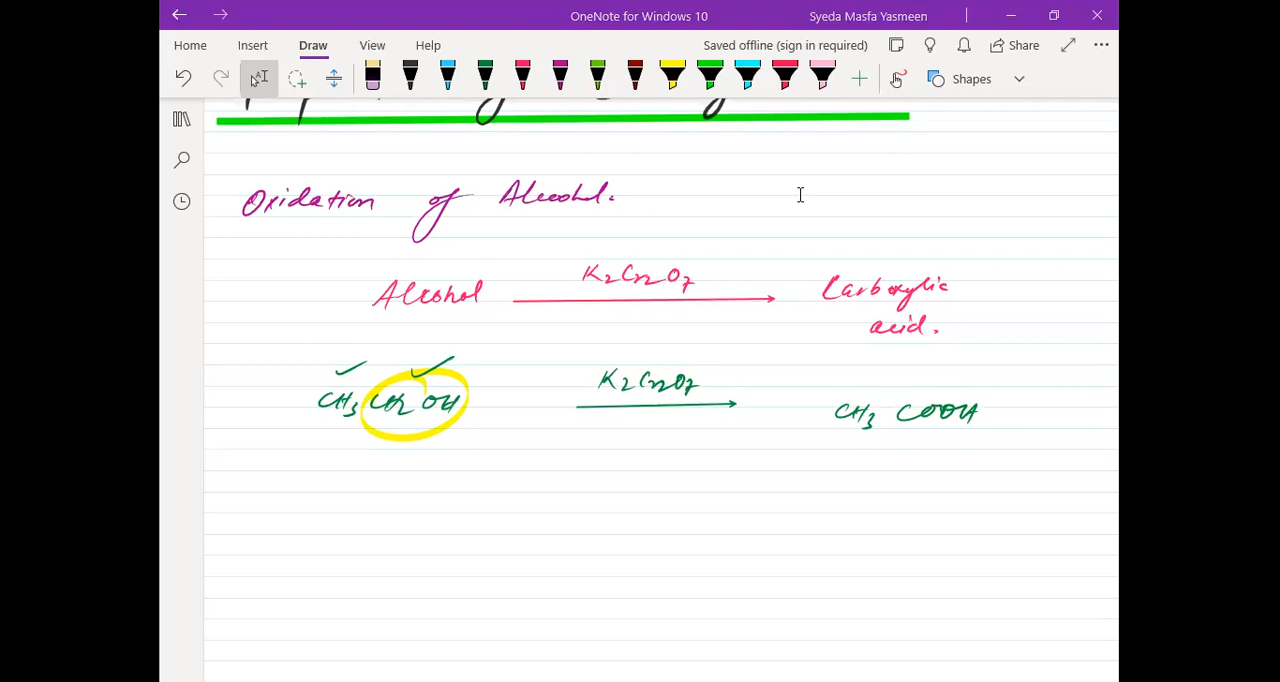 OneNote for Windows 10
Syeda Masfa Yasmeen
Home Insert Draw View Help
Saved offline (sign in required)
Share
Shapes
Oxidation of Alcohol.
Alcohol K2Cr2O7 Carboxylic
acid.
CH3 CH2 OH K2Cr2O7 CH3 COOH